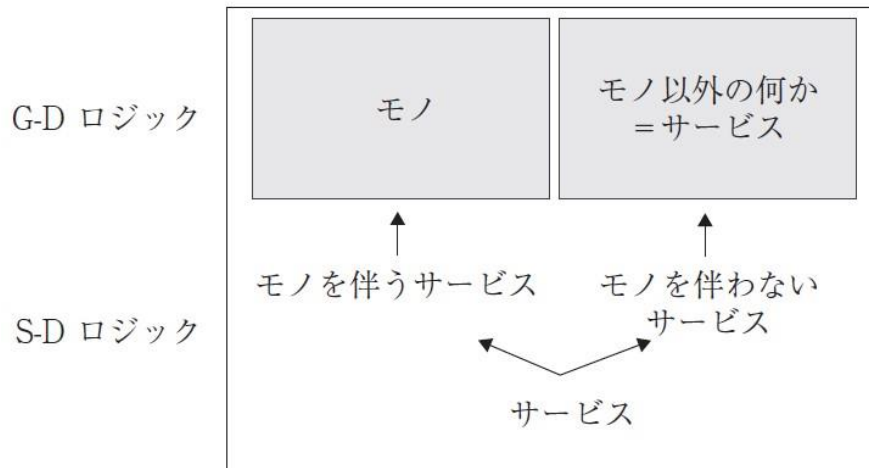 G-D ロジック
モノ
モノ以外の何か
=サービス
モノを伴うサービス
モノを伴わない
サービス
S-D ロジック
サービス